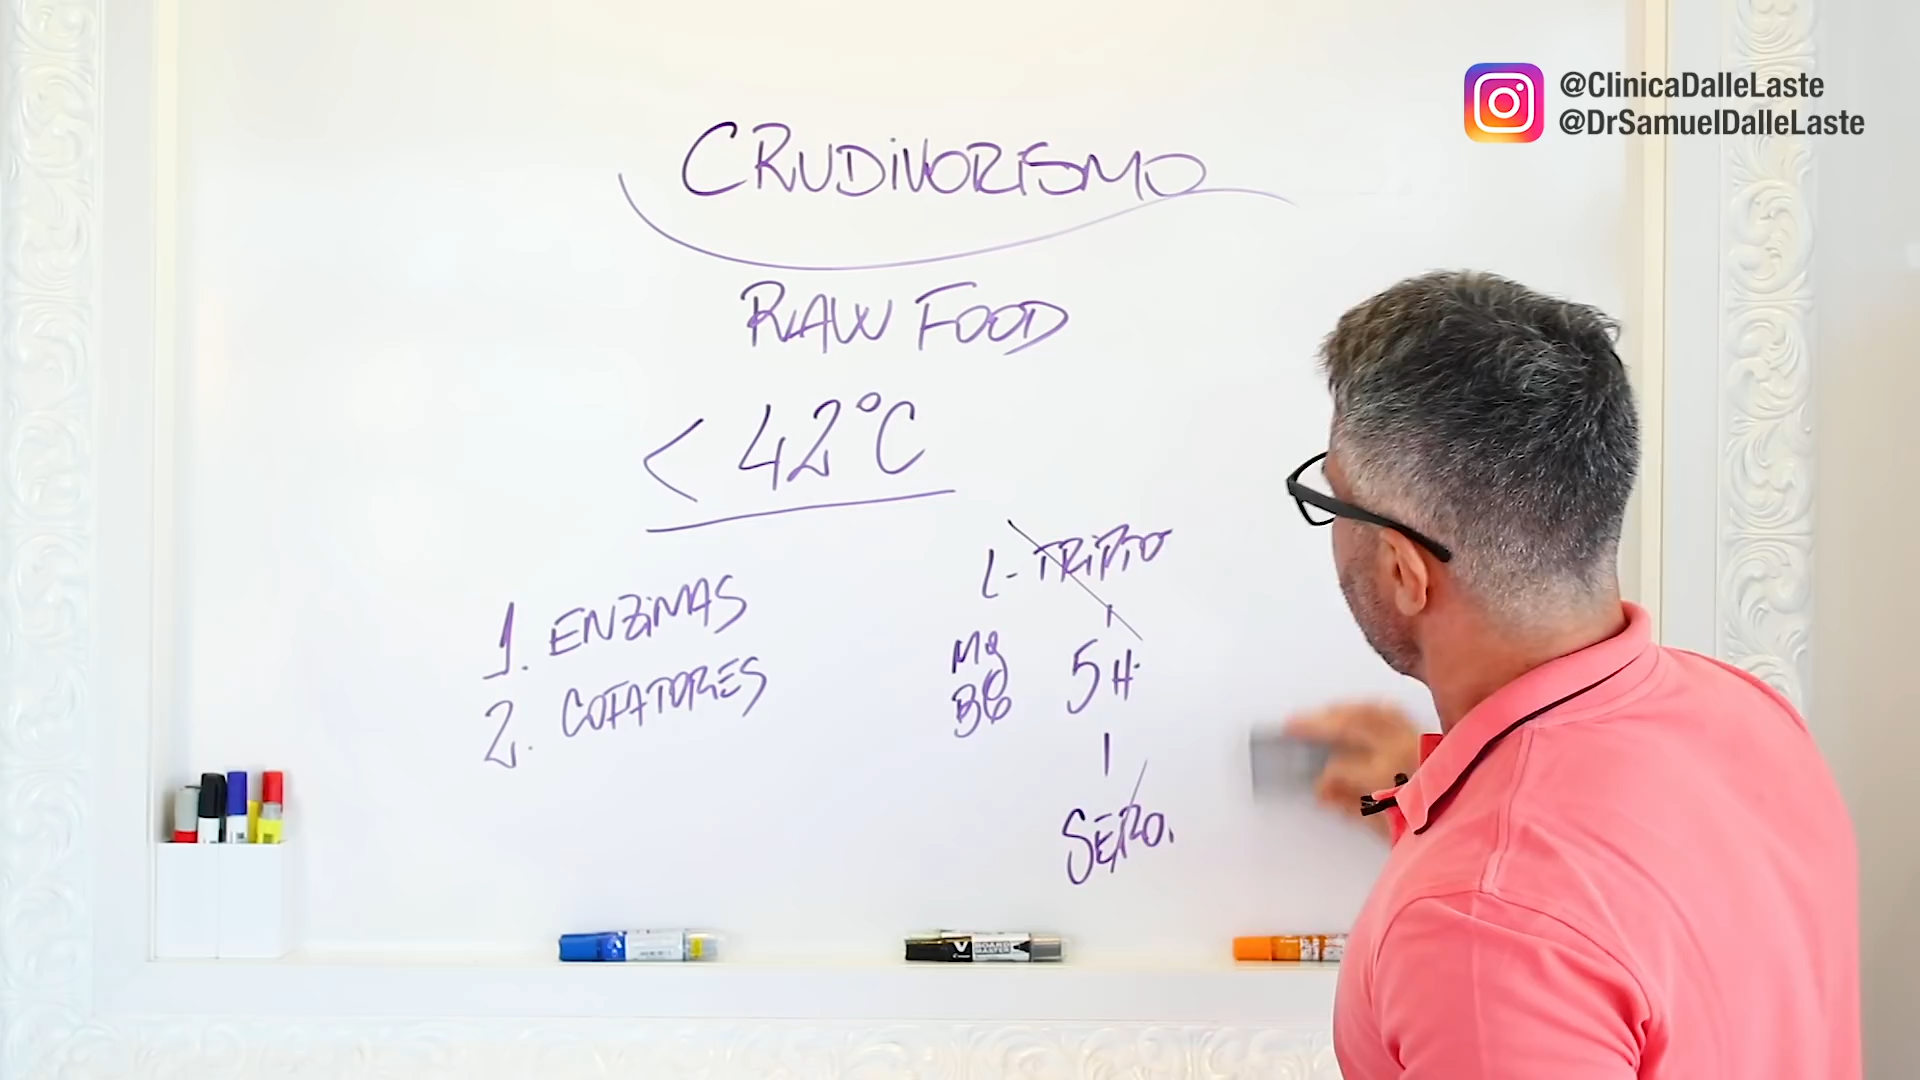 @ClinicaDalleLaste
@DrSamuelDalleLaste
CRUDIVORISMO
RAW FOOD
< 42°C
1. ENZIMAS
2. COFATORES
L-TRIPTO
Mg
B6
5H
SERO.